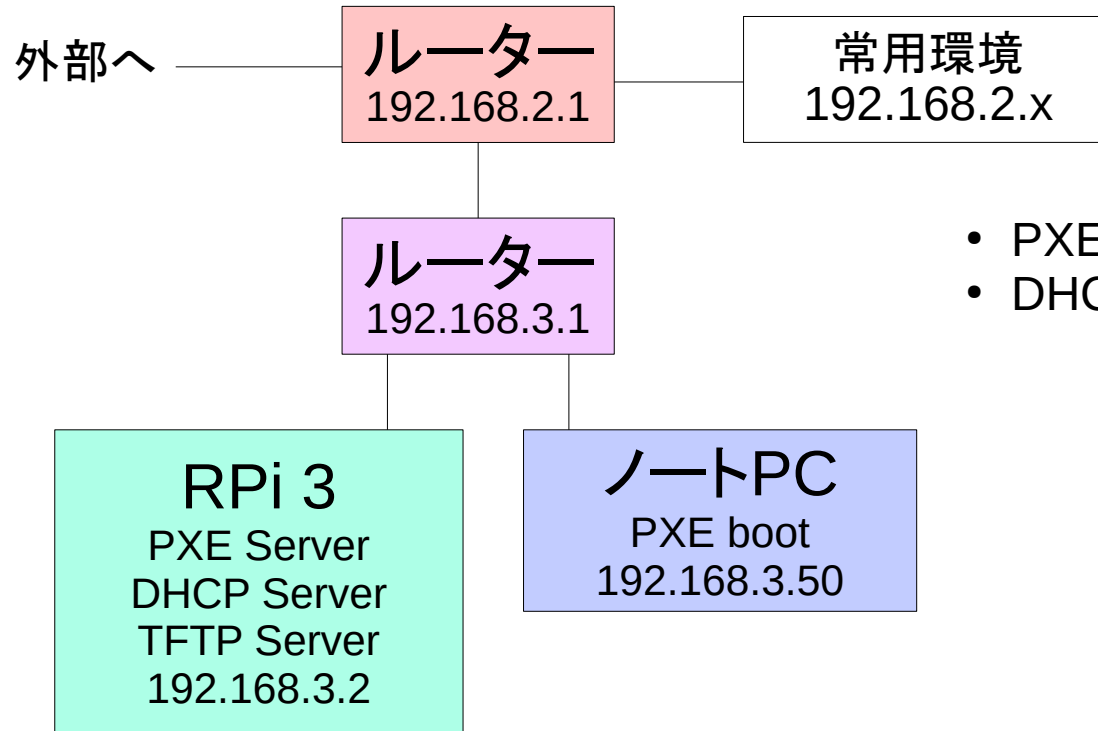 外部へ
ルーター
192.168.2.1
常用環境
192.168.2.x
ルーター
192.168.3.1
• PXE
• DHC
RPi 3
PXE Server
DHCP Server
TFTP Server
192.168.3.2
ノートPC
PXE boot
192.168.3.50